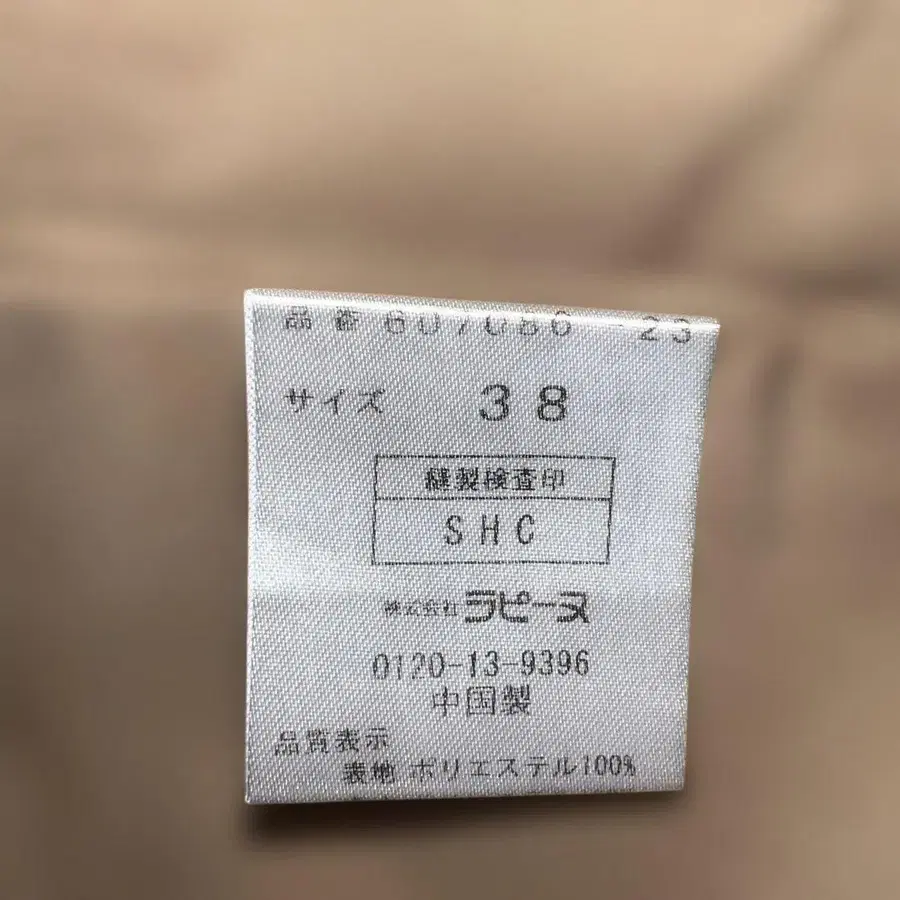 品番 607086 -23
サイズ 38
縫製検査印
SHC
株式会社 ラピーヌ
0120-13-9396
中国製
品質表示
表地 ポリエステル100%